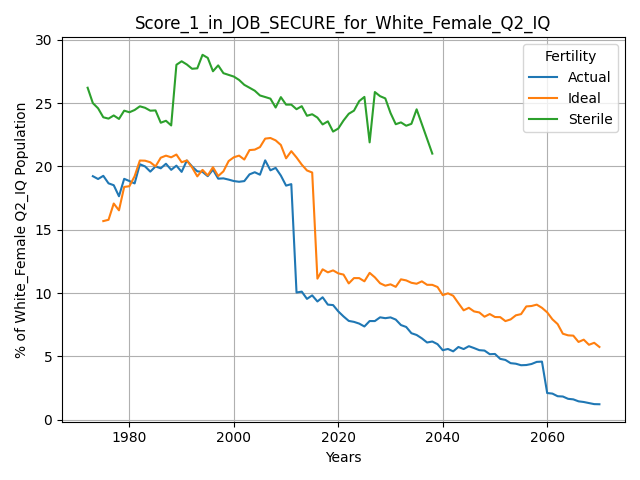 Score_1_in_JOB_SECURE_for_White_Female_Q2_IQ
% of White_Female Q2_IQ Population
30
25
20
15
10
5
0
Fertility
Actual
Ideal
Sterile
1980
2000
2020
2040
2060
Years